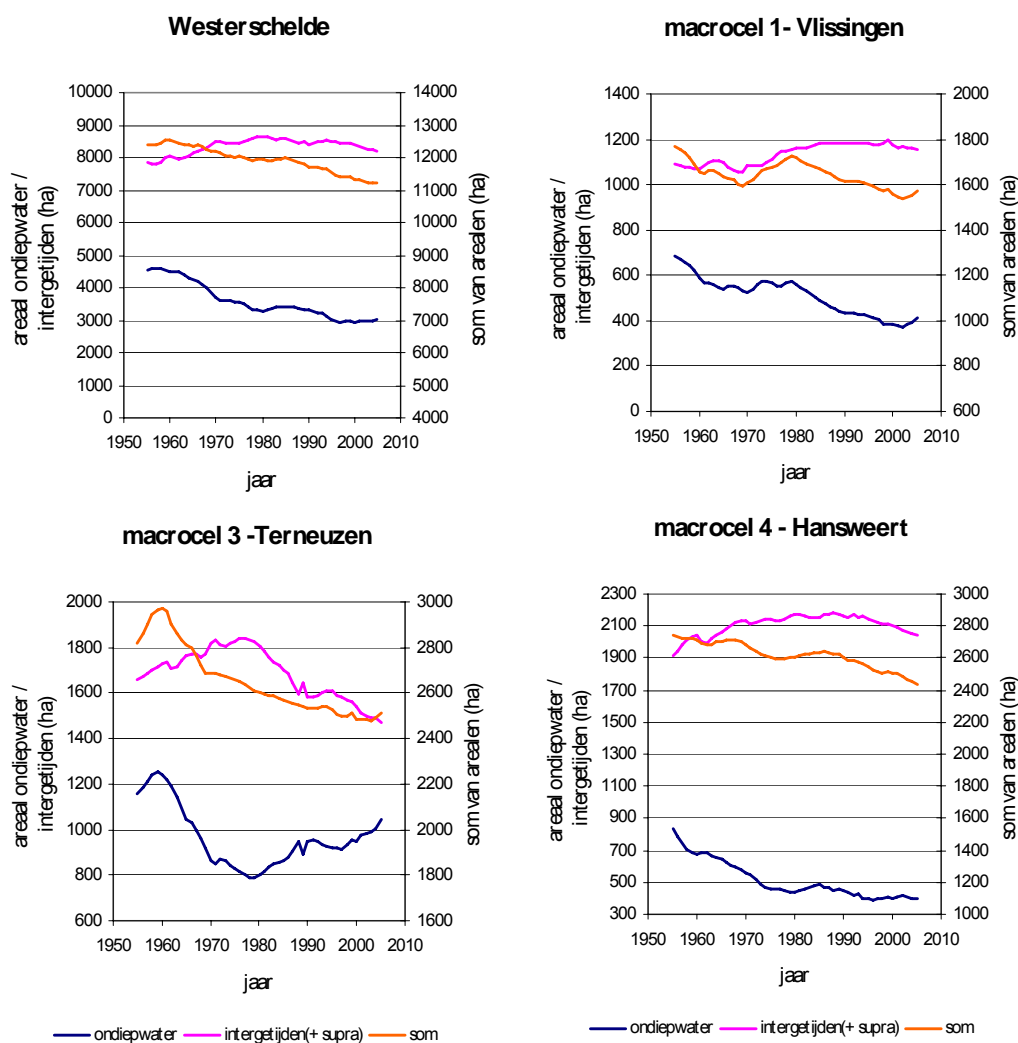 Westerschelde
10000
9000
8000
7000
6000
5000
4000
3000
2000
1000
0
14000
13000
12000
11000
10000
9000
8000
7000
6000
5000
4000
1950 1960 1970 1980 1990 2000 2010
areaal ondiepwater /
intergetijden (ha)
som van arealen (ha)
jaar
macrocel 1- Vlissingen
1400
1200
1000
800
600
400
200
0
2000
1800
1600
1400
1200
1000
800
600
1950 1960 1970 1980 1990 2000 2010
areaal ondiepwater /
intergetijden (ha)
som van arealen (ha)
jaar
macrocel 3 -Terneuzen
2000
1800
1600
1400
1200
1000
800
600
3000
2800
2600
2400
2200
2000
1800
1600
1950 1960 1970 1980 1990 2000 2010
areaal ondiepwater /
intergetijden (ha)
som van arealen (ha)
jaar
ondiepwater intergetijden(+ supra) som
macrocel 4 - Hansweert
2300
2100
1900
1700
1500
1300
1100
900
700
500
300
3000
2800
2600
2400
2200
2000
1800
1600
1400
1200
1000
1950 1960 1970 1980 1990 2000 2010
areaal ondiepwater /
intergetijden (ha)
som van arealen (ha)
jaar
ondiepwater intergetijden(+ supra) som